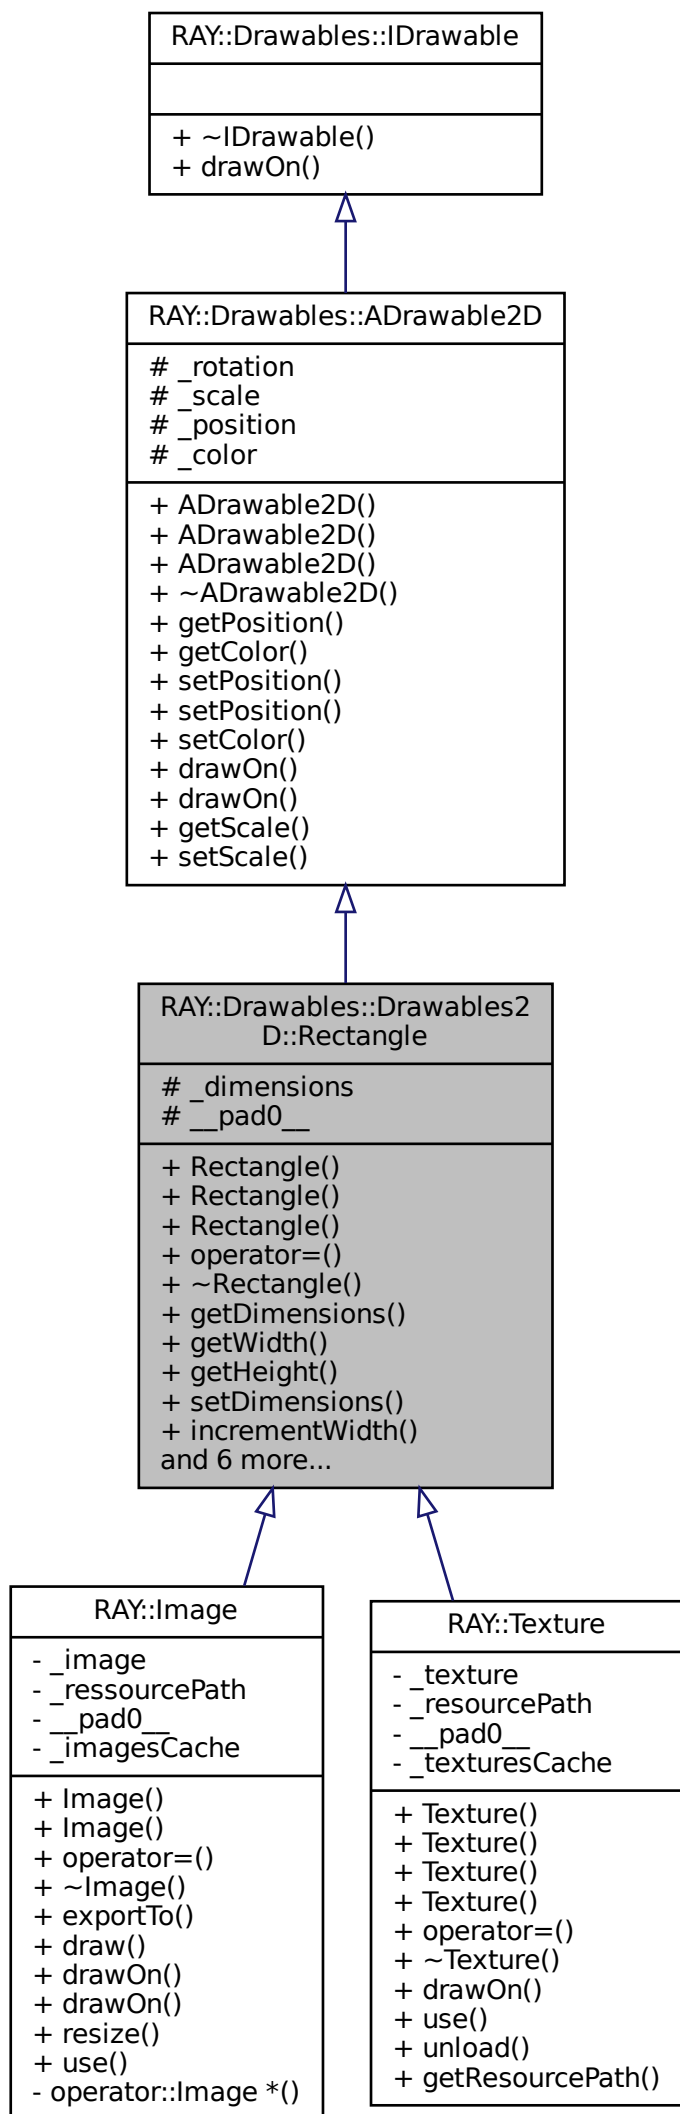 RAY::Drawables::IDrawable
+ ~IDrawable()
+ drawOn()
RAY::Drawables::ADrawable2D
# _rotation
# _scale
# _position
# _color
+ ADrawable2D()
+ ADrawable2D()
+ ADrawable2D()
+ ~ADrawable2D()
+ getPosition()
+ getColor()
+ setPosition()
+ setPosition()
+ setColor()
+ drawOn()
+ drawOn()
+ getScale()
+ setScale()
RAY::Drawables::Drawables2
D::Rectangle
# _dimensions
# __pad0__
+ Rectangle()
+ Rectangle()
+ Rectangle()
+ operator=()
+ ~Rectangle()
+ getDimensions()
+ getWidth()
+ getHeight()
+ setDimensions()
+ incrementWidth()
and 6 more...
RAY::Image
- _image
- _ressourcePath
- __pad0__
- _imagesCache
+ Image()
+ Image()
+ operator=()
+ ~Image()
+ exportTo()
+ draw()
+ drawOn()
+ drawOn()
+ resize()
+ use()
- operator::Image *()
RAY::Texture
- _texture
- _resourcePath
- __pad0__
- _texturesCache
+ Texture()
+ Texture()
+ Texture()
+ Texture()
+ operator=()
+ ~Texture()
+ drawOn()
+ use()
+ unload()
+ getResourcePath()